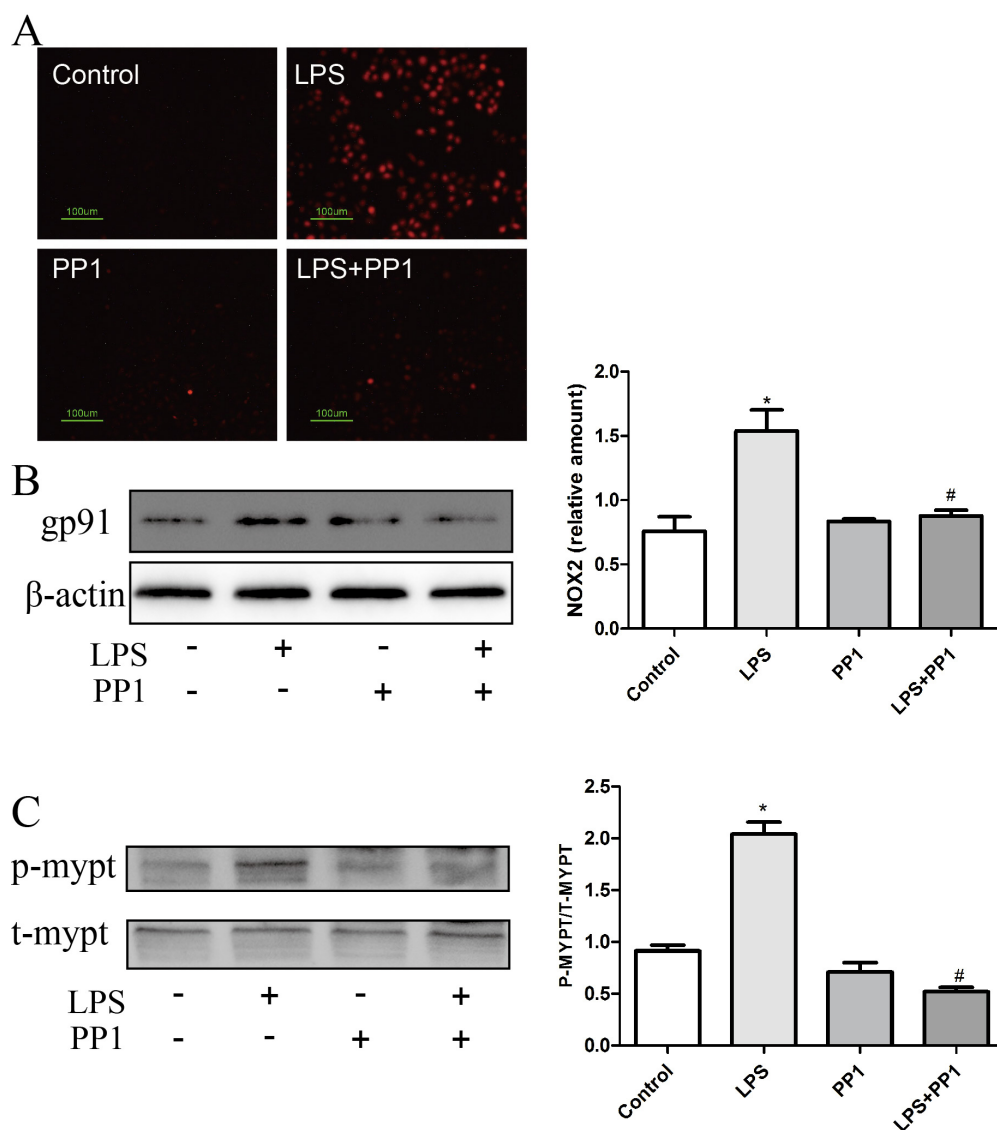 A
Control
LPS
100um
100um
PP1
LPS+PP1
100um
100um
B
gp91
β-actin
LPS - + - +
PP1 - - + +
NOX2 (relative amount)
2.0
1.5
1.0
0.5
0.0
*
#
Control
LPS
PP1
LPS+PP1
C
p-mypt
t-mypt
LPS - + - +
PP1 - - + +
P-MYPT/T-MYPT
2.5
2.0
1.5
1.0
0.5
0.0
*
#
Control
LPS
PP1
LPS+PP1